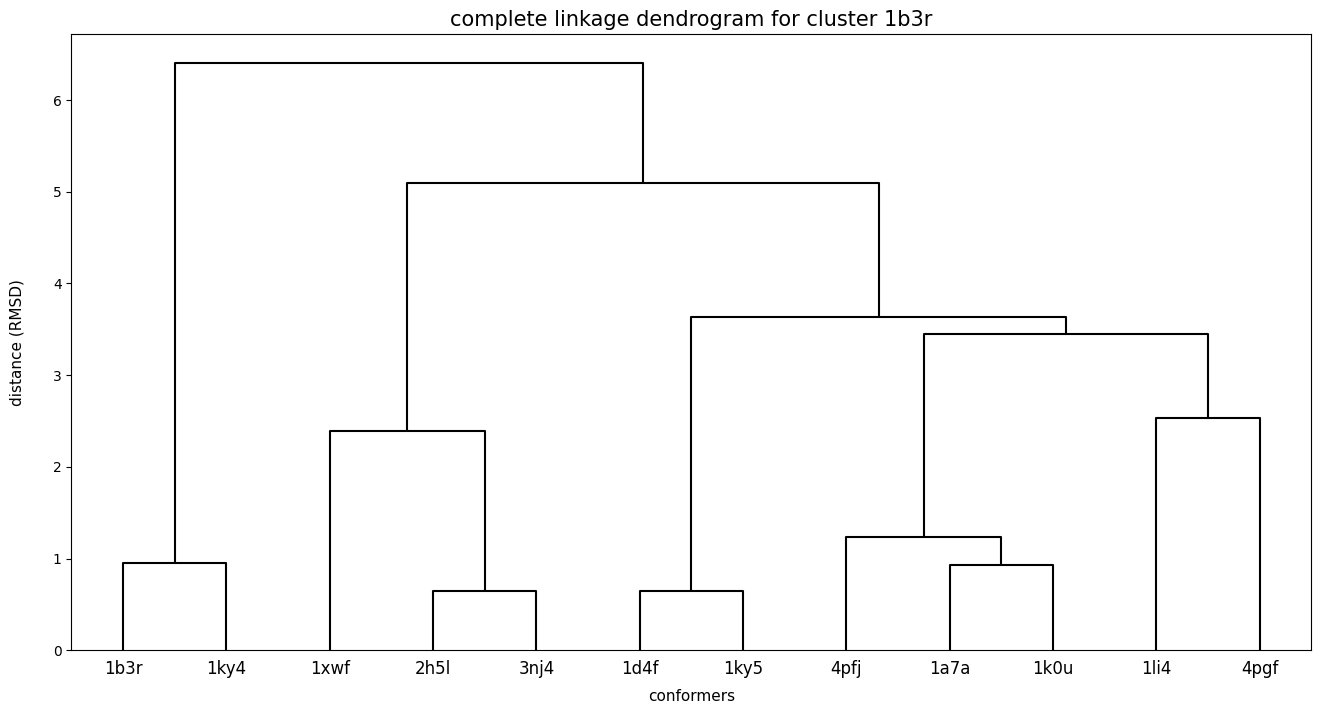 complete linkage dendrogram for cluster 1b3r
distance (RMSD)
6
5
4
3
2
1
0
1b3r 1ky4 1xwf 2h5l 3nj4 1d4f 1ky5 4pfj 1a7a 1k0u 1li4 4pgf
conformers